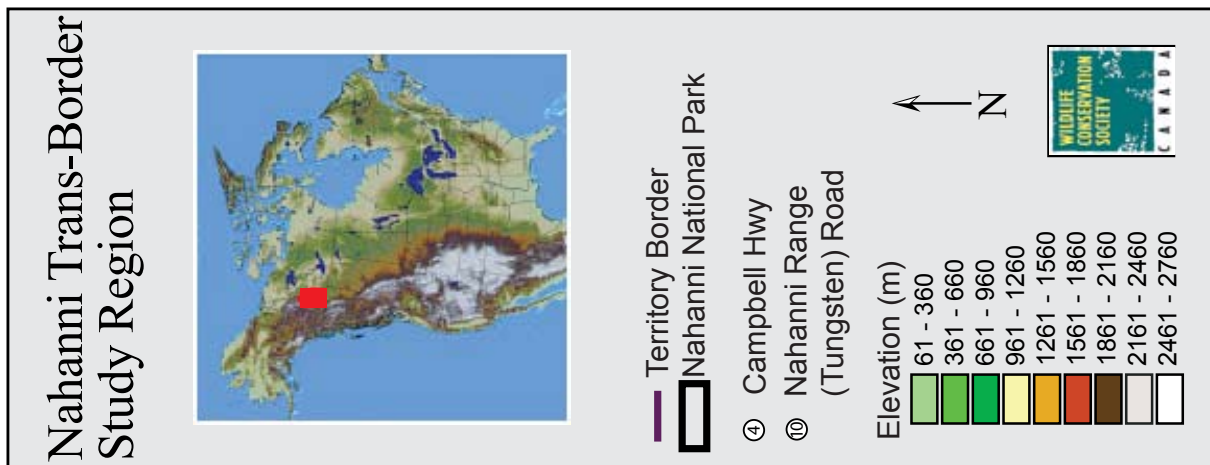 Nahanni Trans-Border
Study Region
Territory Border
Nahanni National Park
④ Campbell Hwy
⑩ Nahanni Range
(Tungsten) Road
Elevation (m)
61 - 360
361 - 660
661 - 960
961 - 1260
1261 - 1560
1561 - 1860
1861 - 2160
2161 - 2460
2461 - 2760
N
WILDLIFE
CONSERVATION
SOCIETY
CANADA